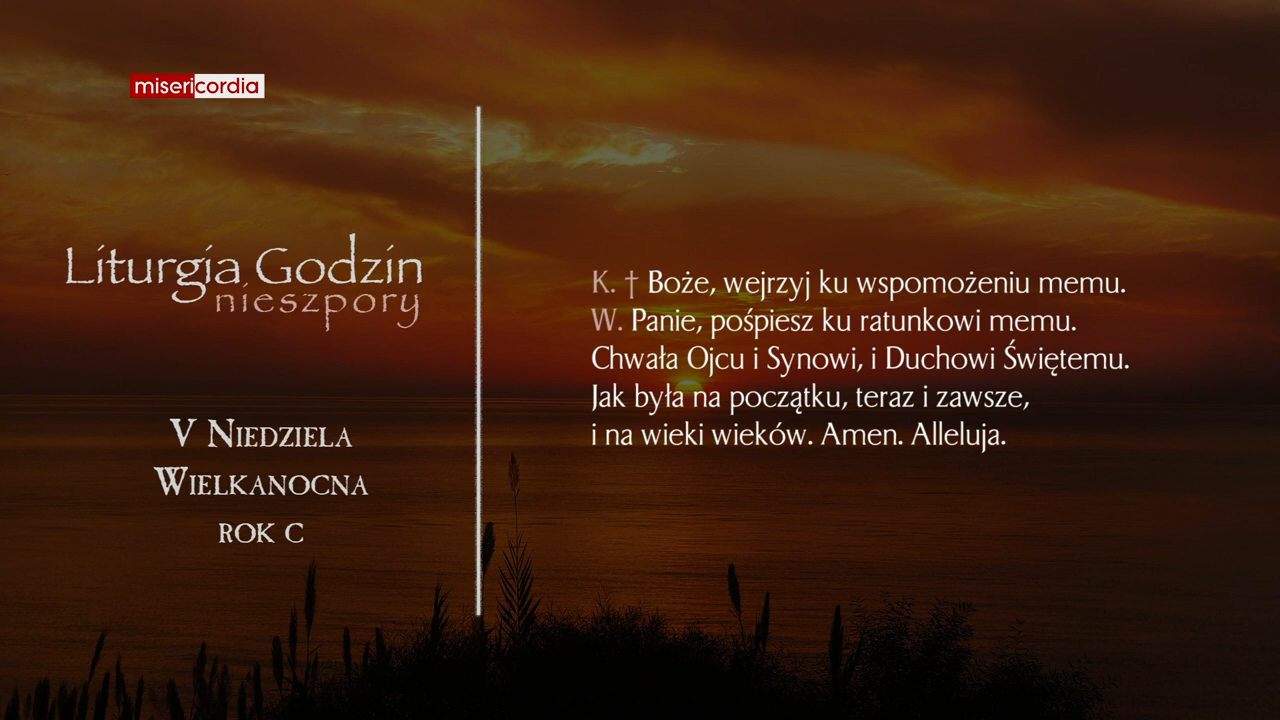 misericordia
Liturgia Godzin
nieszpory
V Niedziela
Wielkanocna
rok C
K. † Boże, wejrzyj ku wspomożeniu memu.
W. Panie, pośpiesz ku ratunkowi memu.
Chwała Ojcu i Synowi, i Duchowi Świętemu.
Jak była na początku, teraz i zawsze,
i na wieki wieków. Amen. Alleluja.